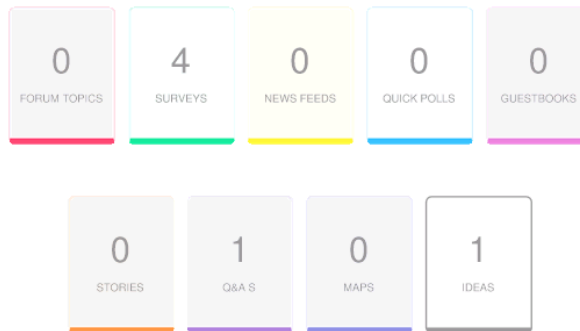 0 4 0 0 0
FORUM TOPICS SURVEYS NEWS FEEDS QUICK POLLS GUESTBOOKS
0 1 0 1
STORIES Q&A S MAPS IDEAS